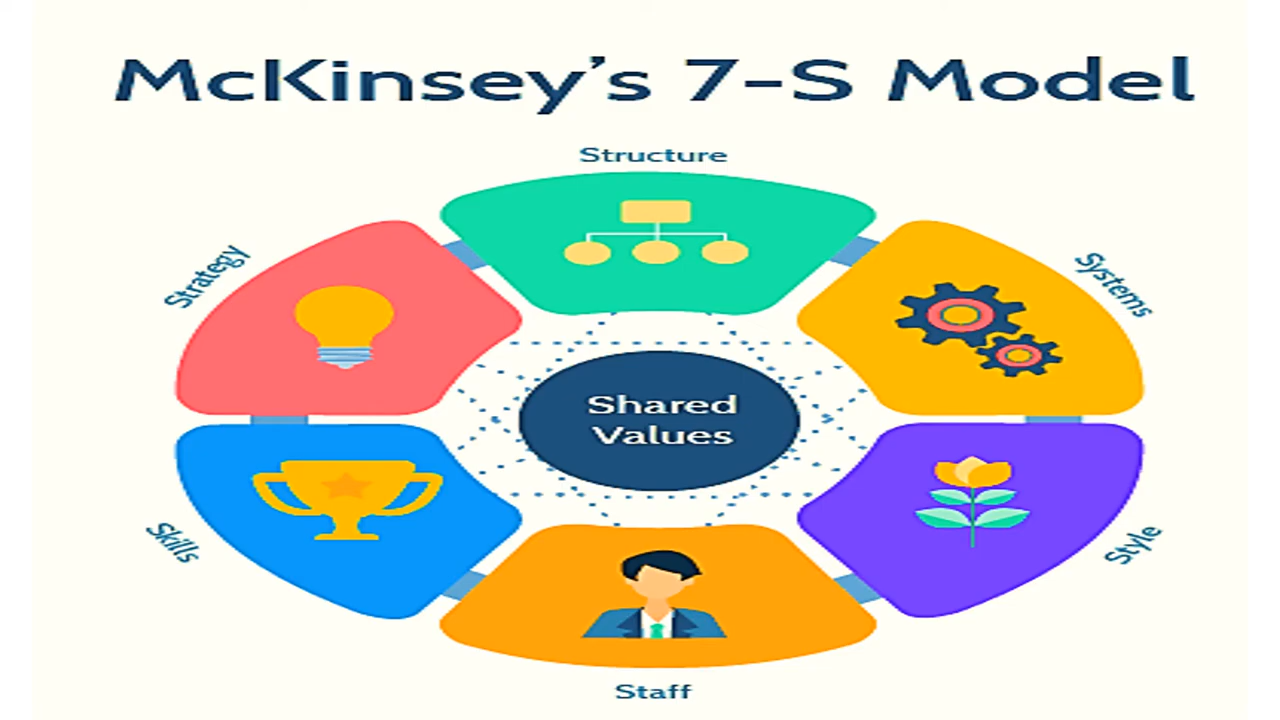 McKinsey's 7-S Model
Structure
Strategy
Systems
Shared
Values
Skills
Style
Staff